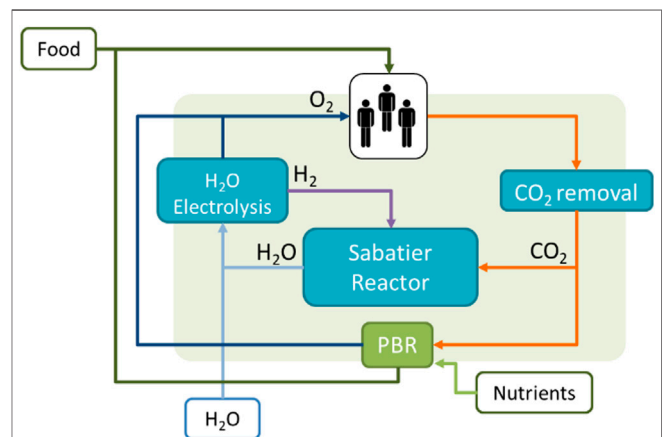 Food
O₂
H₂O
Electrolysis
H₂
CO₂ removal
H₂O
Sabatier
Reactor
CO₂
PBR
Nutrients
H₂O